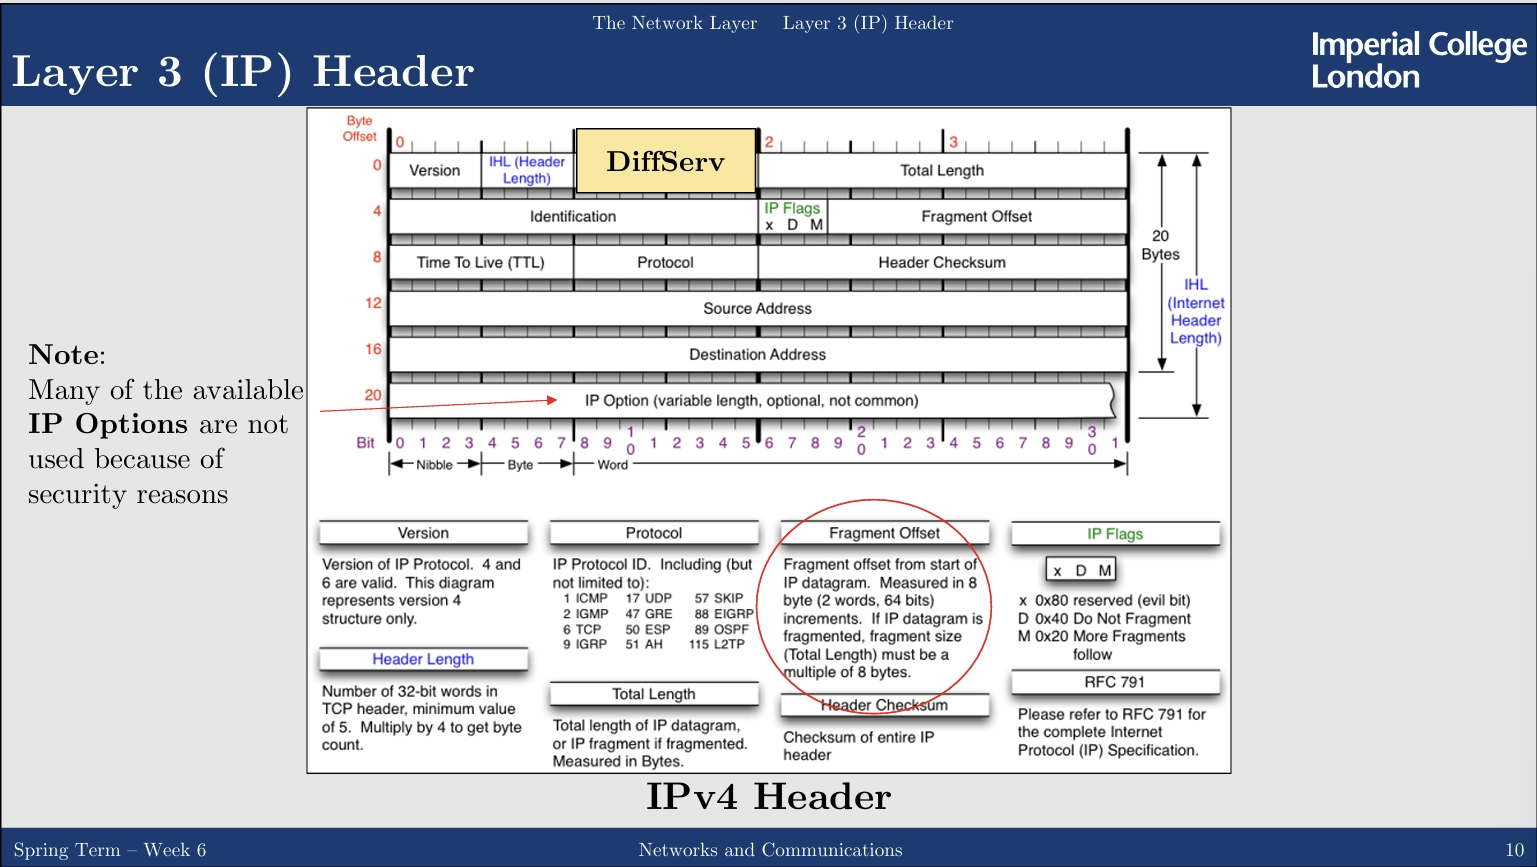 The Network Layer Layer 3 (IP) Header
Layer 3 (IP) Header
Imperial College
London
Byte
Offset
0
2
3
0
Version
IHL (Header
Length)
DiffServ
Total Length
4
Identification
IP Flags
x D M
Fragment Offset
8
Time To Live (TTL)
Protocol
Header Checksum
12
Source Address
16
Destination Address
20
IP Option (variable length, optional, not common)
20
Bytes
IHL
(Internet
Header
Length)
Bit 0 1 2 3 4 5 6 7 8 9 10 1 2 3 4 5 6 7 8 9 20 1 2 3 4 5 6 7 8 9 30 1
Nibble Byte Word
Note:
Many of the available
IP Options are not
used because of
security reasons
Version
Version of IP Protocol. 4 and
6 are valid. This diagram
represents version 4
structure only.
Header Length
Number of 32-bit words in
TCP header, minimum value
of 5. Multiply by 4 to get byte
count.
Protocol
IP Protocol ID. Including (but
not limited to):
1 ICMP 17 UDP 57 SKIP
2 IGMP 47 GRE 88 EIGRP
6 TCP 50 ESP 89 OSPF
9 IGRP 51 AH 115 L2TP
Total Length
Total length of IP datagram,
or IP fragment if fragmented.
Measured in Bytes.
Fragment Offset
Fragment offset from start of
IP datagram. Measured in 8
byte (2 words, 64 bits)
increments. If IP datagram is
fragmented, fragment size
(Total Length) must be a
multiple of 8 bytes.
Header Checksum
Checksum of entire IP
header
IP Flags
x D M
x 0x80 reserved (evil bit)
D 0x40 Do Not Fragment
M 0x20 More Fragments
follow
RFC 791
Please refer to RFC 791 for
the complete Internet
Protocol (IP) Specification.
IPv4 Header
Spring Term – Week 6
Networks and Communications
10